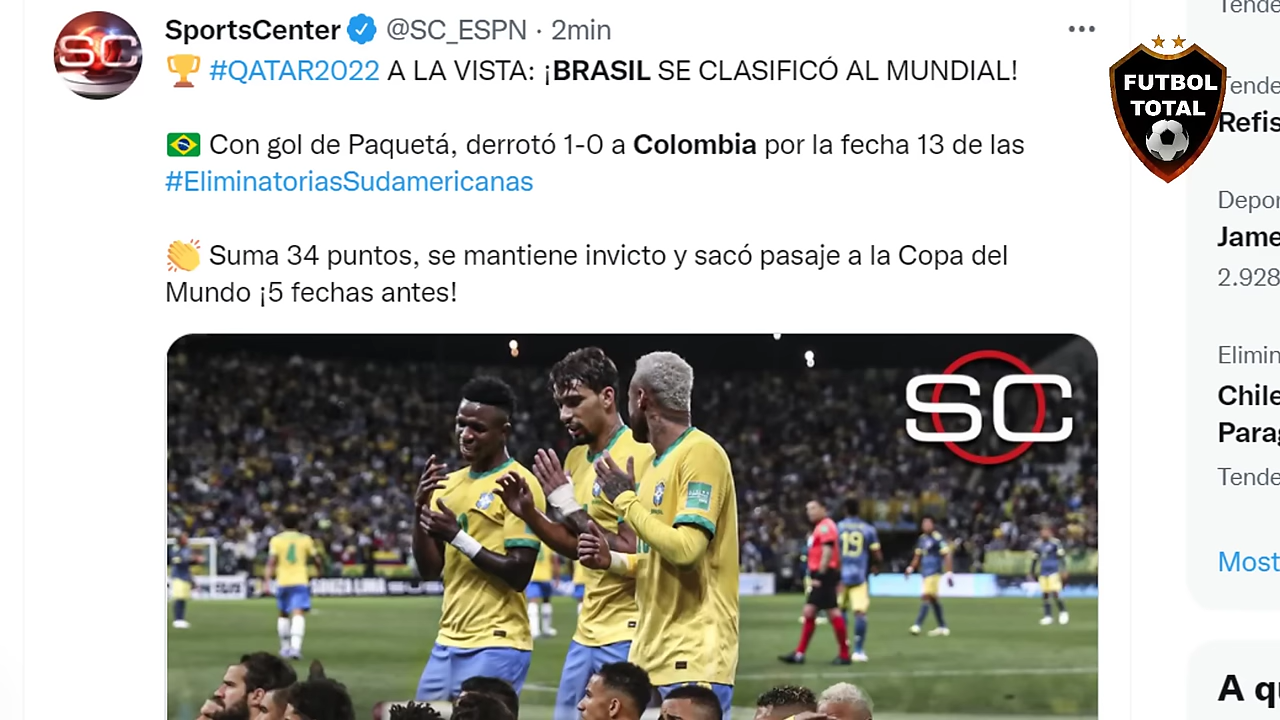 SportsCenter @SC_ESPN · 2min
#QATAR2022 A LA VISTA: ¡BRASIL SE CLASIFICÓ AL MUNDIAL!
Con gol de Paquetá, derrotó 1-0 a Colombia por la fecha 13 de las
#EliminatoriasSudamericanas
Suma 34 puntos, se mantiene invicto y sacó pasaje a la Copa del
Mundo ¡5 fechas antes!
SC
SC
19
4
FUTBOL
TOTAL
Tende
Tende
Refis
Depor
Jame
2.928
Elimin
Chile
Parag
Tende
Most
A qu